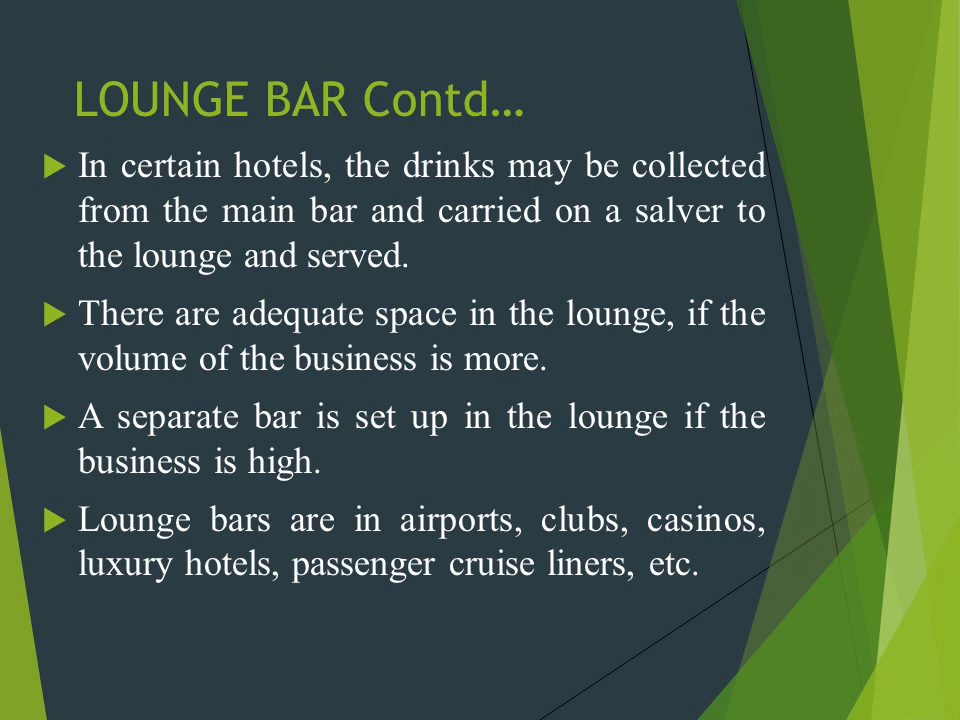 LOUNGE BAR Contd…
In certain hotels, the drinks may be collected
from the main bar and carried on a salver to
the lounge and served.
There are adequate space in the lounge, if the
volume of the business is more.
A separate bar is set up in the lounge if the
business is high.
Lounge bars are in airports, clubs, casinos,
luxury hotels, passenger cruise liners, etc.